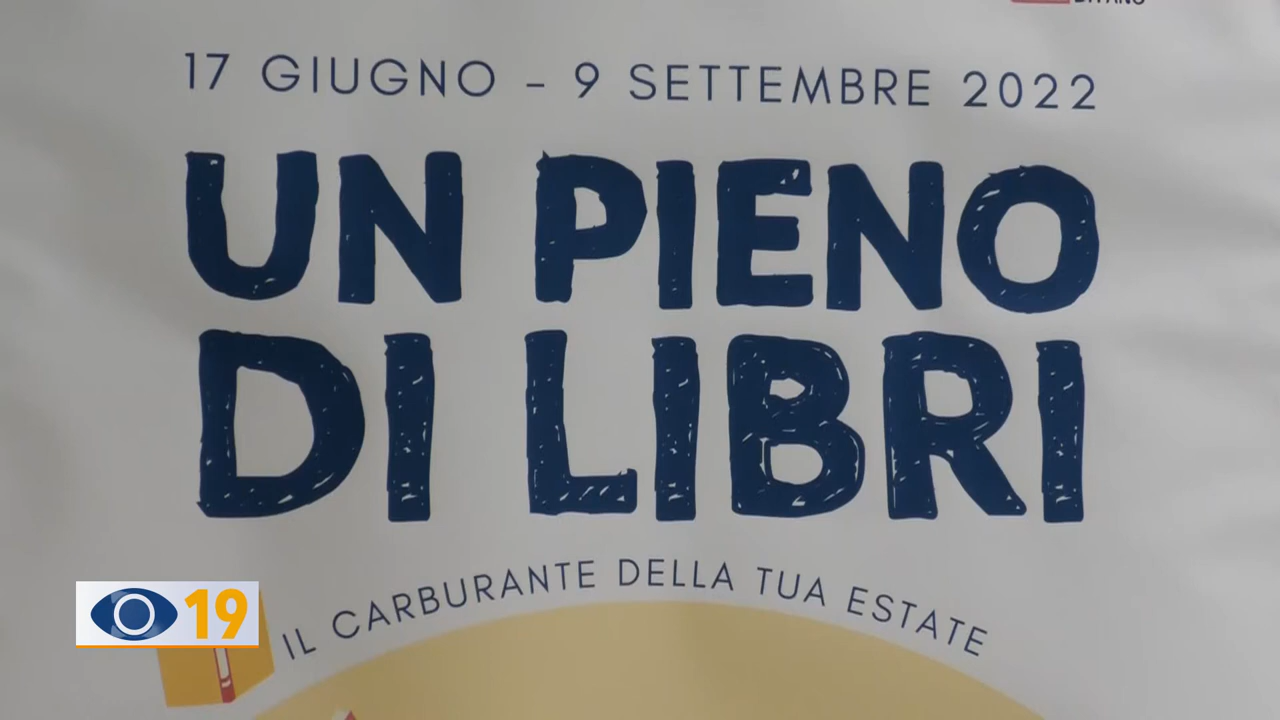 17 GIUGNO - 9 SETTEMBRE 2022
UN PIENO
DI LIBRI
IL CARBURANTE DELLA TUA ESTATE
19